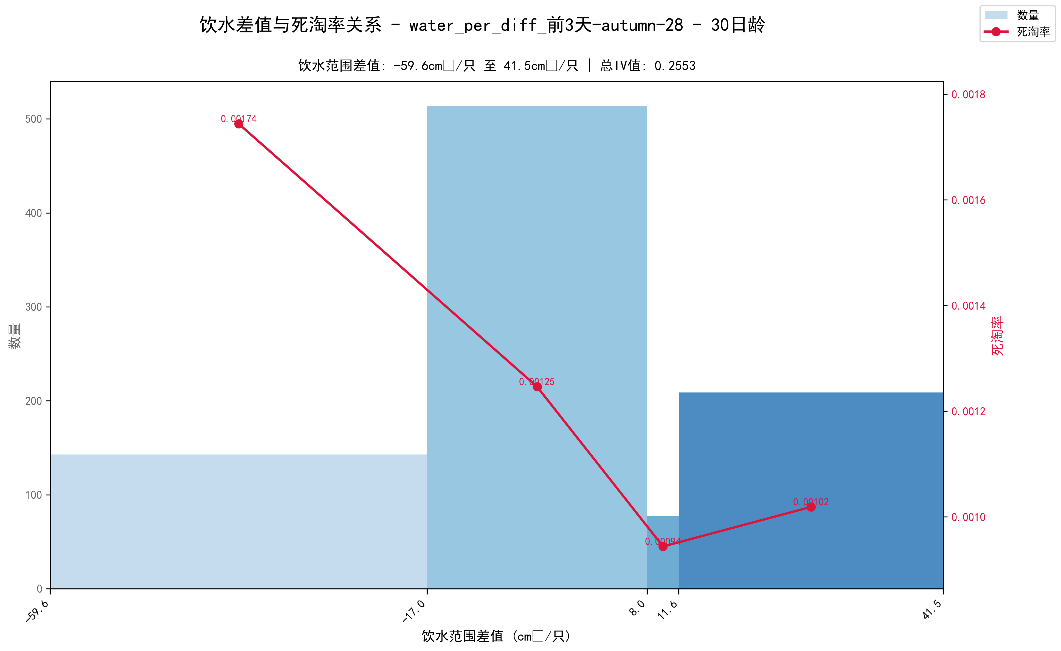 饮水差值与死淘率关系 - water_per_diff_前3天-autumn-28 - 30日龄
数量
死淘率
饮水范围差值: -59.6cm□/只 至 41.5cm□/只 | 总IV值: 0.2553
500
400
300
200
100
0
数量
0.00174
0.00125
0.00094
0.00102
0.0018
0.0016
0.0014
0.0012
0.0010
死淘率
-59.6
-17.0
8.0
11.6
41.5
饮水范围差值 (cm□/只)